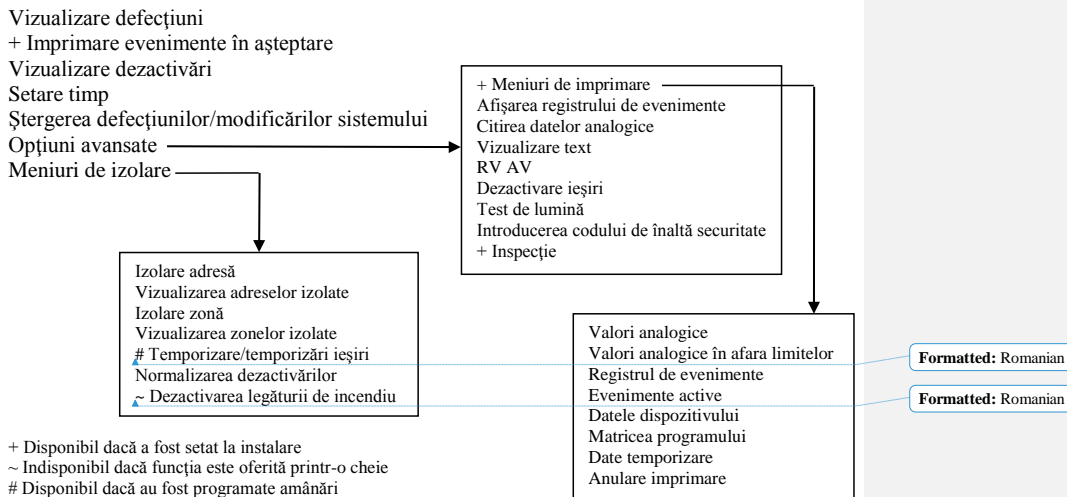 Vizualizare defecţiuni
+ Imprimare evenimente în aşteptare
Vizualizare dezactivări
Setare timp
Ştergerea defecţiunilor/modificărilor sistemului
Opţiuni avansate
Meniuri de izolare
+ Meniuri de imprimare
Afişarea registrului de evenimente
Citirea datelor analogice
Vizualizare text
RV AV
Dezactivare ieşiri
Test de lumină
Introducerea codului de înaltă securitate
+ Inspecţie
Izolare adresă
Vizualizarea adreselor izolate
Izolare zonă
Vizualizarea zonelor izolate
# Temporizare/temporizări ieşiri
Normalizarea dezactivărilor
~ Dezactivarea legăturii de incendiu
Valori analogice
Valori analogice în afara limitelor
Registrul de evenimente
Evenimente active
Datele dispozitivului
Matricea programului
Date temporizare
Anulare imprimare
Formatted: Romanian
Formatted: Romanian
+ Disponibil dacă a fost setat la instalare
~ Indisponibil dacă funcţia este oferită printr-o cheie
# Disponibil dacă au fost programate amânări